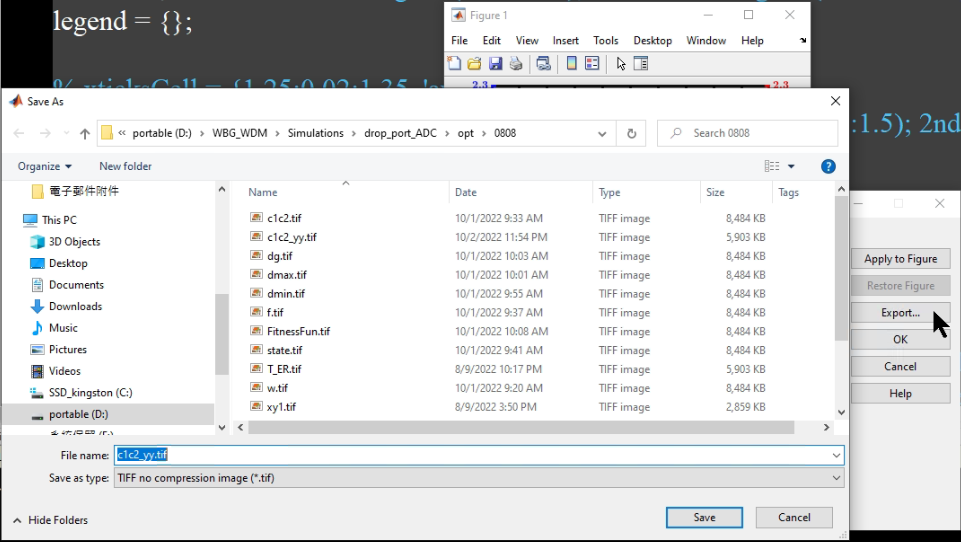 legend = {};
Figure 1
File Edit View Insert Tools Desktop Window Help
% xticksCell = {1.25:0.02:1.35,
2.3 2.3
:1.5); 2nd
Save As
« portable (D:) › WBG_WDM › Simulations › drop_port_ADC › opt › 0808
Search 0808
Organize New folder
電子郵件附件
This PC
3D Objects
Desktop
Documents
Downloads
Music
Pictures
Videos
SSD_kingston (C:)
portable (D:)
Name Date Type Size Tags
c1c2.tif 10/1/2022 9:33 AM TIFF image 8,484 KB
c1c2_yy.tif 10/2/2022 11:54 PM TIFF image 5,903 KB
dg.tif 10/1/2022 10:03 AM TIFF image 8,484 KB
dmax.tif 10/1/2022 10:01 AM TIFF image 8,484 KB
dmin.tif 10/1/2022 9:55 AM TIFF image 8,484 KB
f.tif 10/1/2022 9:37 AM TIFF image 8,484 KB
FitnessFun.tif 10/1/2022 10:08 AM TIFF image 8,484 KB
state.tif 10/1/2022 9:41 AM TIFF image 8,484 KB
T_ER.tif 8/9/2022 10:17 PM TIFF image 5,903 KB
w.tif 10/1/2022 9:20 AM TIFF image 8,484 KB
xy1.tif 8/9/2022 3:50 PM TIFF image 2,859 KB
File name: c1c2_yy.tif
Save as type: TIFF no compression image (*.tif)
Hide Folders
Save Cancel
Apply to Figure
Restore Figure
Export...
OK
Cancel
Help